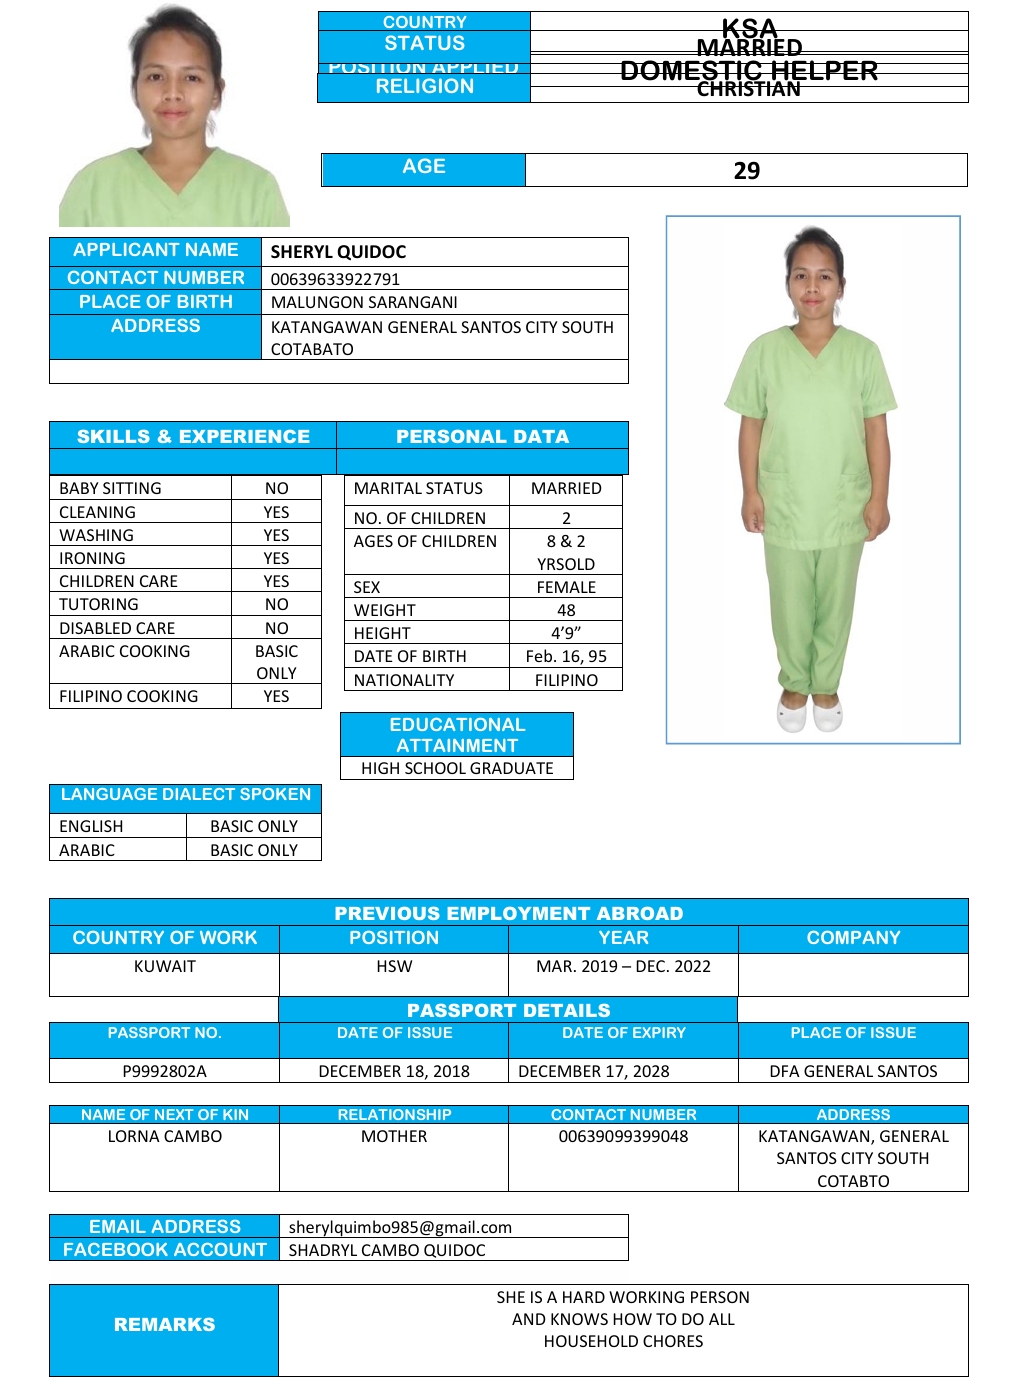 COUNTRY KSA
STATUS MARRIED
POSITION APPLIED DOMESTIC HELPER
RELIGION CHRISTIAN
AGE 29
APPLICANT NAME SHERYL QUIDOC
CONTACT NUMBER 00639633922791
PLACE OF BIRTH MALUNGON SARANGANI
ADDRESS KATANGAWAN GENERAL SANTOS CITY SOUTH
COTABATO
SKILLS & EXPERIENCE PERSONAL DATA
BABY SITTING NO
CLEANING YES
WASHING YES
IRONING YES
CHILDREN CARE YES
TUTORING NO
DISABLED CARE NO
ARABIC COOKING BASIC
ONLY
FILIPINO COOKING YES
MARITAL STATUS MARRIED
NO. OF CHILDREN 2
AGES OF CHILDREN 8 & 2
YRSOLD
SEX FEMALE
WEIGHT 48
HEIGHT 4’9”
DATE OF BIRTH Feb. 16, 95
NATIONALITY FILIPINO
EDUCATIONAL
ATTAINMENT
HIGH SCHOOL GRADUATE
LANGUAGE DIALECT SPOKEN
ENGLISH BASIC ONLY
ARABIC BASIC ONLY
PREVIOUS EMPLOYMENT ABROAD
COUNTRY OF WORK POSITION YEAR COMPANY
KUWAIT HSW MAR. 2019 – DEC. 2022
PASSPORT DETAILS
PASSPORT NO. DATE OF ISSUE DATE OF EXPIRY PLACE OF ISSUE
P9992802A DECEMBER 18, 2018 DECEMBER 17, 2028 DFA GENERAL SANTOS
NAME OF NEXT OF KIN RELATIONSHIP CONTACT NUMBER ADDRESS
LORNA CAMBO MOTHER 00639099399048 KATANGAWAN, GENERAL
SANTOS CITY SOUTH
COTABTO
EMAIL ADDRESS sherylquimbo985@gmail.com
FACEBOOK ACCOUNT SHADRYL CAMBO QUIDOC
REMARKS
SHE IS A HARD WORKING PERSON
AND KNOWS HOW TO DO ALL
HOUSEHOLD CHORES